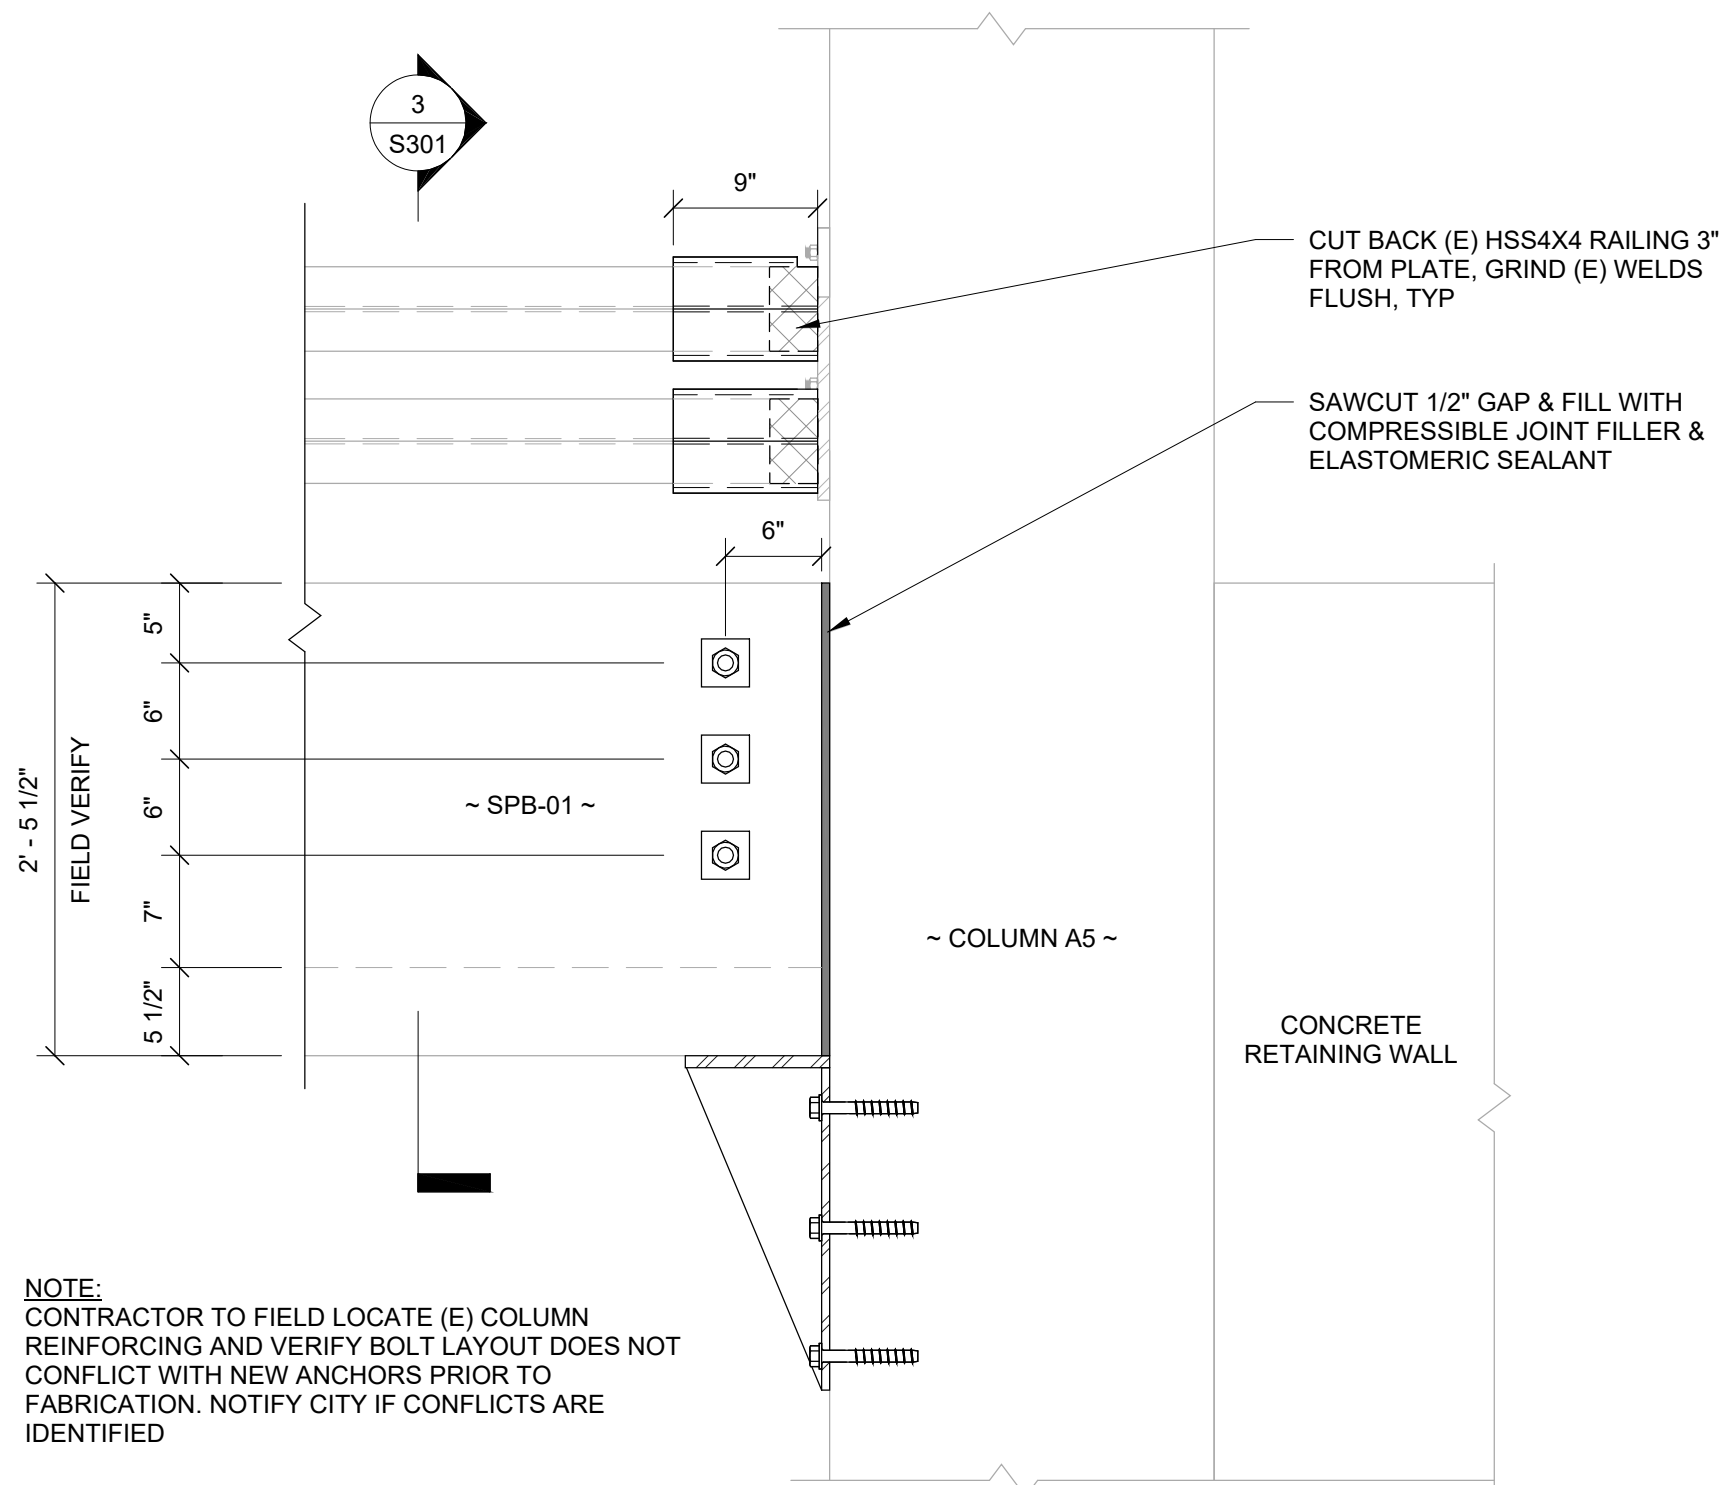 3
S301
9"
CUT BACK (E) HSS4X4 RAILING 3"
FROM PLATE, GRIND (E) WELDS
FLUSH, TYP
SAWCUT 1/2" GAP & FILL WITH
COMPRESSIBLE JOINT FILLER &
ELASTOMERIC SEALANT
6"
2' - 5 1/2"
FIELD VERIFY
5"
6"
6"
7"
5 1/2"
~ SPB-01 ~
~ COLUMN A5 ~
CONCRETE
RETAINING WALL
NOTE:
CONTRACTOR TO FIELD LOCATE (E) COLUMN
REINFORCING AND VERIFY BOLT LAYOUT DOES NOT
CONFLICT WITH NEW ANCHORS PRIOR TO
FABRICATION. NOTIFY CITY IF CONFLICTS ARE
IDENTIFIED